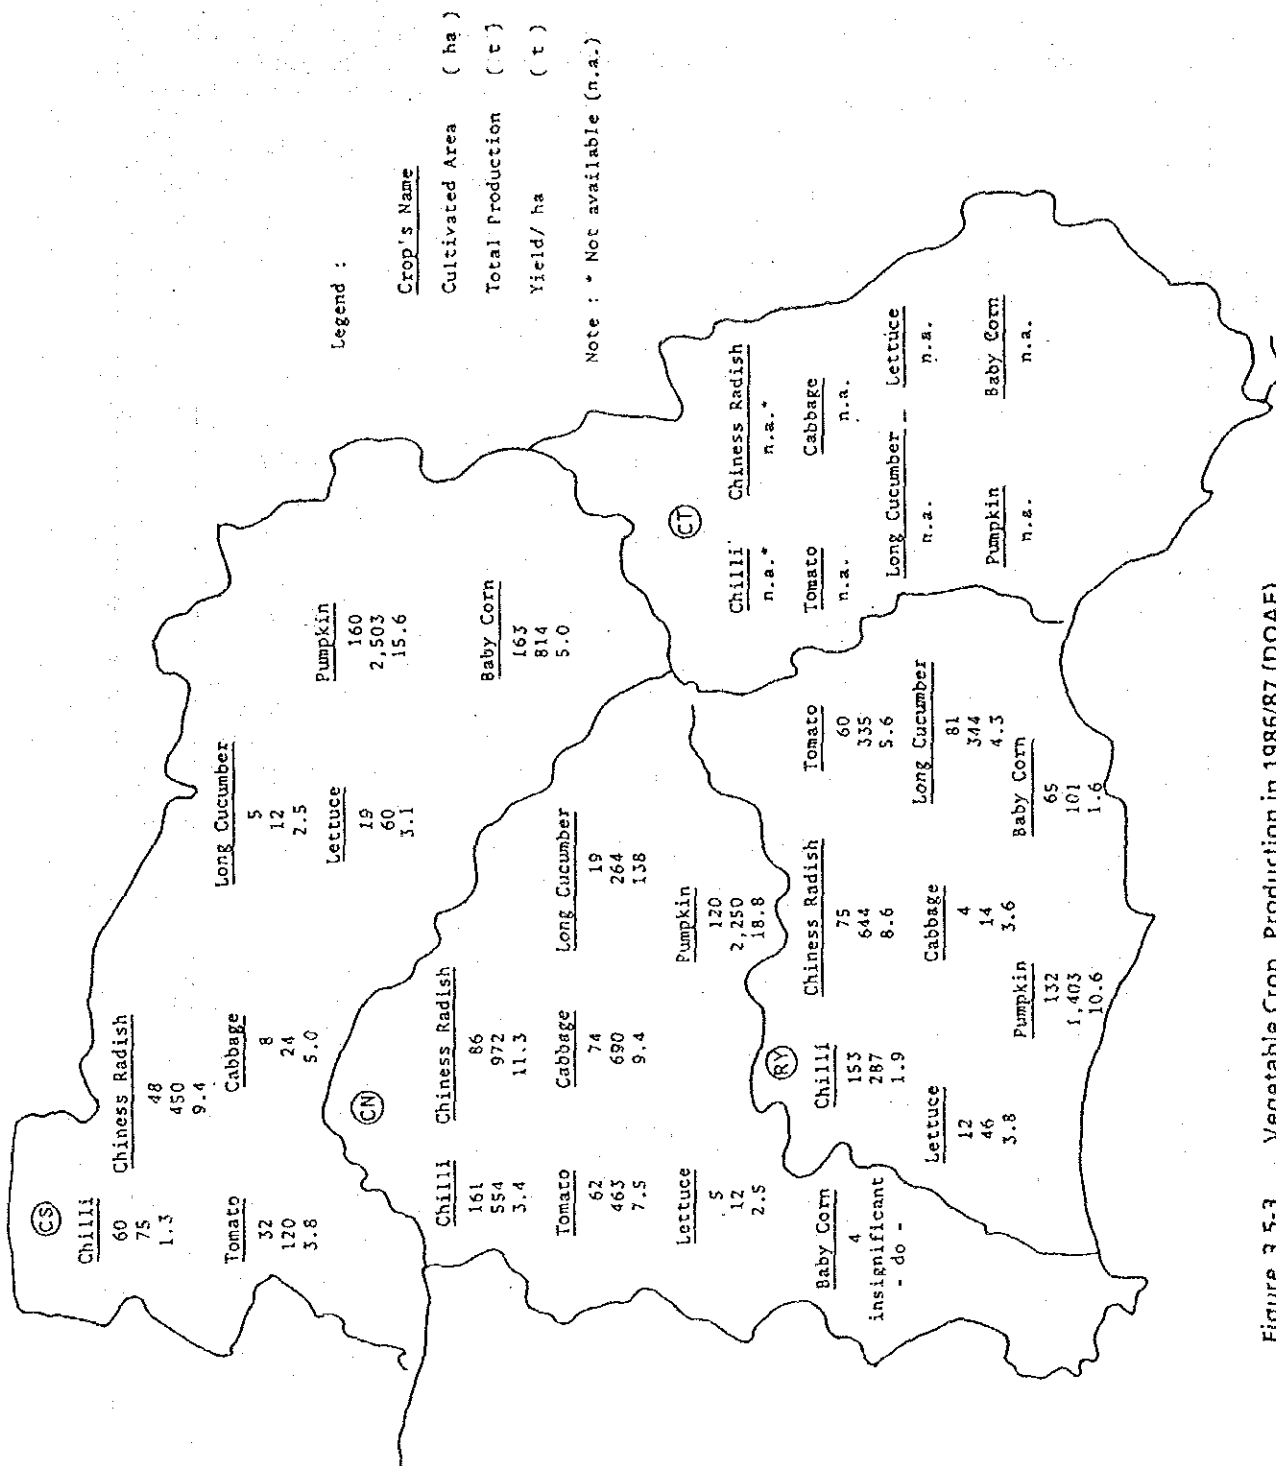 Legend :
Crop's Name
Cultivated Area ( ha )
Total Production ( t )
Yield/ ha ( t )
Note : * Not available (n.a.)
CS
Chilli
60
75
1.3
Chiness Radish
48
450
9.4
Tomato
32
120
3.8
Cabbage
8
24
5.0
Long Cucumber
5
12
2.5
Lettuce
19
60
3.1
Pumpkin
160
2,503
15.6
Baby Corn
163
814
5.0
CN
Chilli
161
554
3.4
Chiness Radish
86
972
11.3
Tomato
62
463
7.5
Cabbage
74
690
9.4
Long Cucumber
19
264
138
Lettuce
5
12
2.5
Pumpkin
120
2,250
18.8
Baby Corn
4
insignificant
- do -
RY
Chilli
153
287
1.9
Chiness Radish
75
644
8.6
Tomato
60
335
5.6
Lettuce
12
46
3.8
Cabbage
4
14
3.6
Long Cucumber
81
344
4.3
Pumpkin
132
1,403
10.6
Baby Corn
65
101
1.6
CT
Chilli
n.a.*
Chiness Radish
n.a.*
Tomato
n.a.
Cabbage
n.a.
Long Cucumber
n.a.
Lettuce
n.a.
Pumpkin
n.a.
Baby Corn
n.a.
Figure 3.5-3 Vegetable Crop Production in 1986/87 (DOAE)